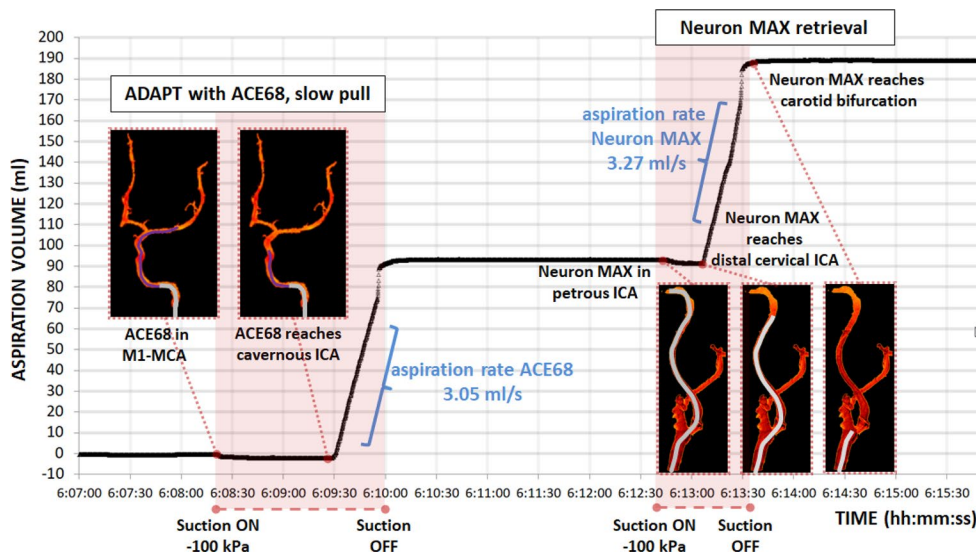 Neuron MAX retrieval
ADAPT with ACE68, slow pull
ASPIRATION VOLUME (ml)
200
190
180
170
160
150
140
130
120
110
100
90
80
70
60
50
40
30
20
10
0
-10
Neuron MAX reaches
carotid bifurcation
aspiration rate
Neuron MAX
3.27 ml/s
Neuron MAX
reaches
distal cervical ICA
Neuron MAX in
petrous ICA
ACE68 in
M1-MCA
ACE68 reaches
cavernous ICA
aspiration rate ACE68
3.05 ml/s
6:07:00 6:07:30 6:08:00 6:08:30 6:09:00 6:09:30 6:10:00 6:10:30 6:11:00 6:11:30 6:12:00 6:12:30 6:13:00 6:13:30 6:14:00 6:14:30 6:15:00 6:15:30
TIME (hh:mm:ss)
Suction ON
-100 kPa
Suction
OFF
Suction ON
-100 kPa
Suction
OFF